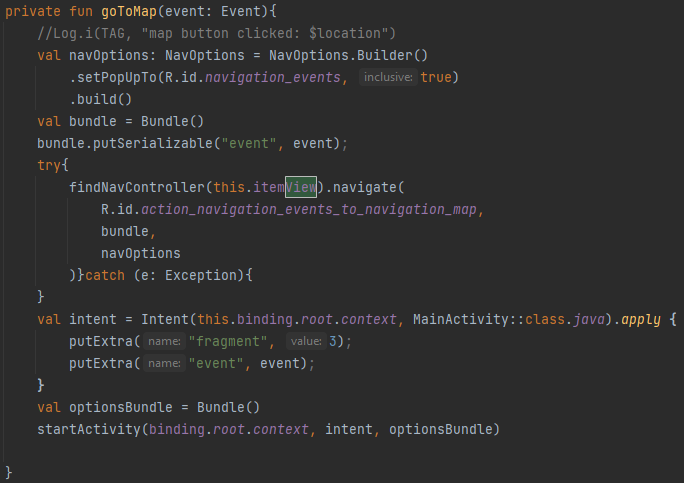 private fun goToMap(event: Event){
    //Log.i(TAG, "map button clicked: $location")
    val navOptions: NavOptions = NavOptions.Builder()
        .setPopUpTo(R.id.navigation_events, inclusive: true)
        .build()
    val bundle = Bundle()
    bundle.putSerializable("event", event);
    try{
        findNavController(this.itemView).navigate(
            R.id.action_navigation_events_to_navigation_map,
            bundle,
            navOptions
        )}catch (e: Exception){
    }
    val intent = Intent(this.binding.root.context, MainActivity::class.java).apply {
        putExtra( name: "fragment", value: 3);
        putExtra( name: "event", event);
    }
    val optionsBundle = Bundle()
    startActivity(binding.root.context, intent, optionsBundle)
}